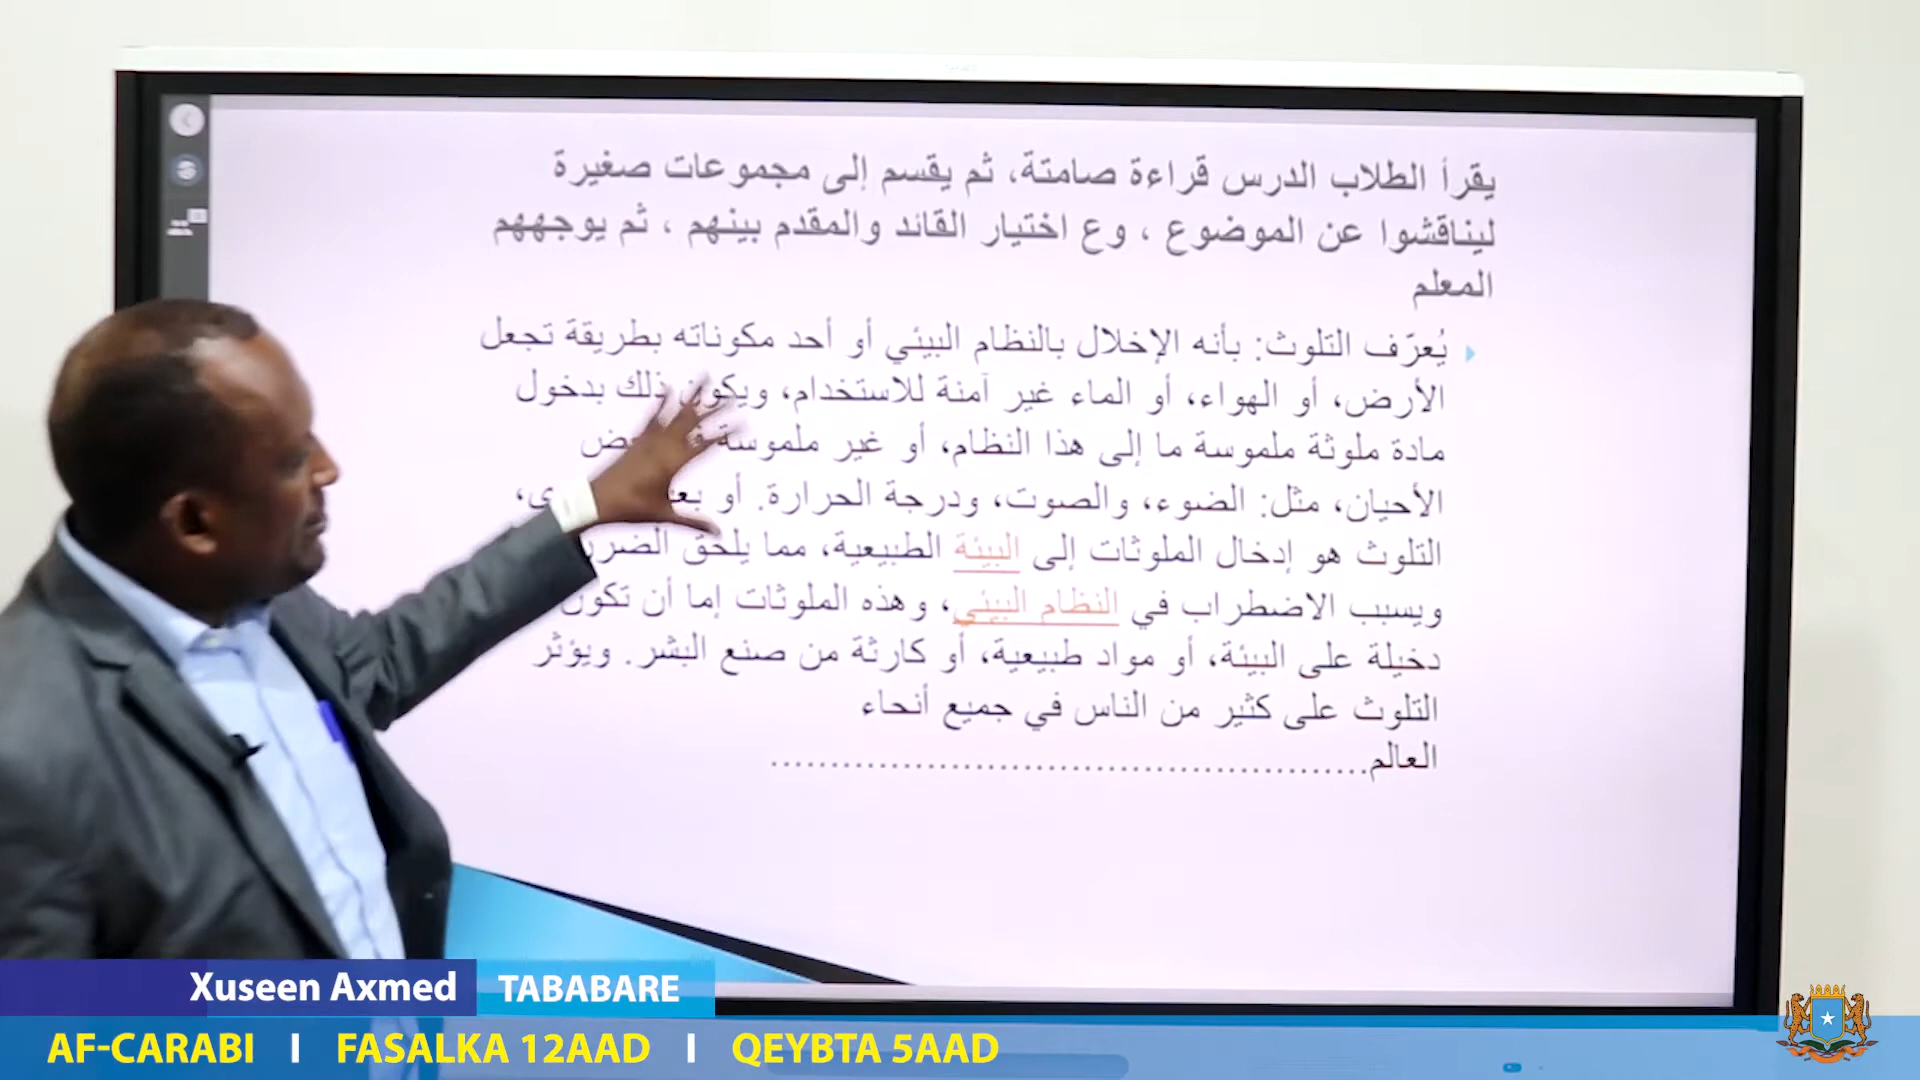 يقرأ الطلاب الدرس قراءة صامتة، ثم يقسم إلى مجموعات صغيرة
ليناقشوا عن الموضوع ، وع اختيار القائد والمقدم بينهم ، ثم يوجههم
المعلم
يُعرّف التلوث: بأنه الإخلال بالنظام البيئي أو أحد مكوناته بطريقة تجعل
الأرض، أو الهواء، أو الماء غير آمنة للاستخدام، ويكون ذلك بدخول
مادة ملوثة ملموسة ما إلى هذا النظام، أو غير ملموسة
الأحيان، مثل: الضوء، والصوت، ودرجة الحرارة. أو
التلوث هو إدخال الملوثات إلى البيئة الطبيعية، مما يلحق الضرر
ويسبب الاضطراب في النظام البيئي، وهذه الملوثات إما أن تكون
دخيلة على البيئة، أو مواد طبيعية، أو كارثة من صنع البشر. ويؤثر
التلوث على كثير من الناس في جميع أنحاء
العالم..................................................
Xuseen Axmed TABABARE
AF-CARABI I FASALKA 12AAD I QEYBTA 5AAD